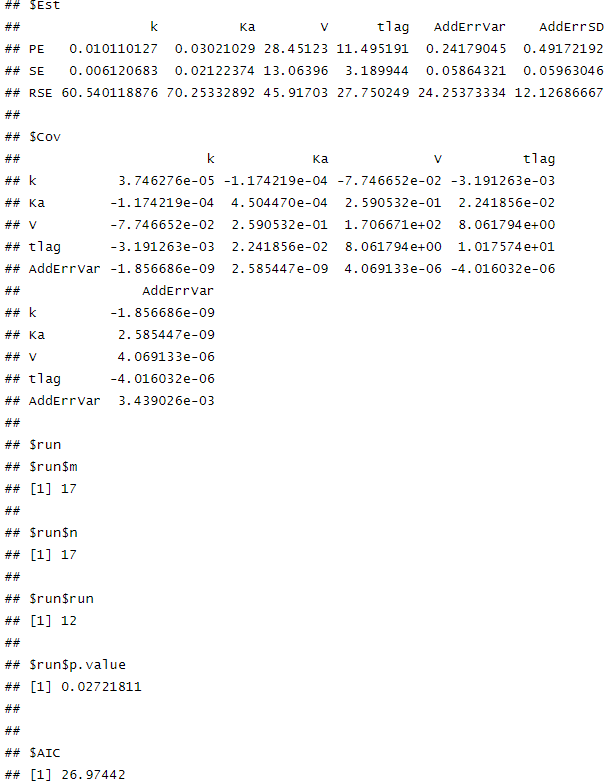 ## $Est
##               k         Ka        V      tlag   AddErrVar    AddErrSD
## PE   0.010110127  0.03021029 28.45123 11.495191  0.24179045  0.49172192
## SE   0.006120683  0.02122374 13.06396  3.189944  0.05864321  0.05963046
## RSE 60.540118876 70.25332892 45.91703 27.750249 24.25373334 12.12686667
##
## $Cov
##                       k            Ka             V          tlag
## k          3.746276e-05 -1.174219e-04 -7.746652e-02 -3.191263e-03
## Ka        -1.174219e-04  4.504470e-04  2.590532e-01  2.241856e-02
## V         -7.746652e-02  2.590532e-01  1.706671e+02  8.061794e+00
## tlag      -3.191263e-03  2.241856e-02  8.061794e+00  1.017574e+01
## AddErrVar -1.856686e-09  2.585447e-09  4.069133e-06 -4.016032e-06
##               AddErrVar
## k         -1.856686e-09
## Ka         2.585447e-09
## V          4.069133e-06
## tlag      -4.016032e-06
## AddErrVar  3.439026e-03
##
## $run
## $run$m
## [1] 17
##
## $run$n
## [1] 17
##
## $run$run
## [1] 12
##
## $run$p.value
## [1] 0.02721811
##
##
## $AIC
## [1] 26.97442